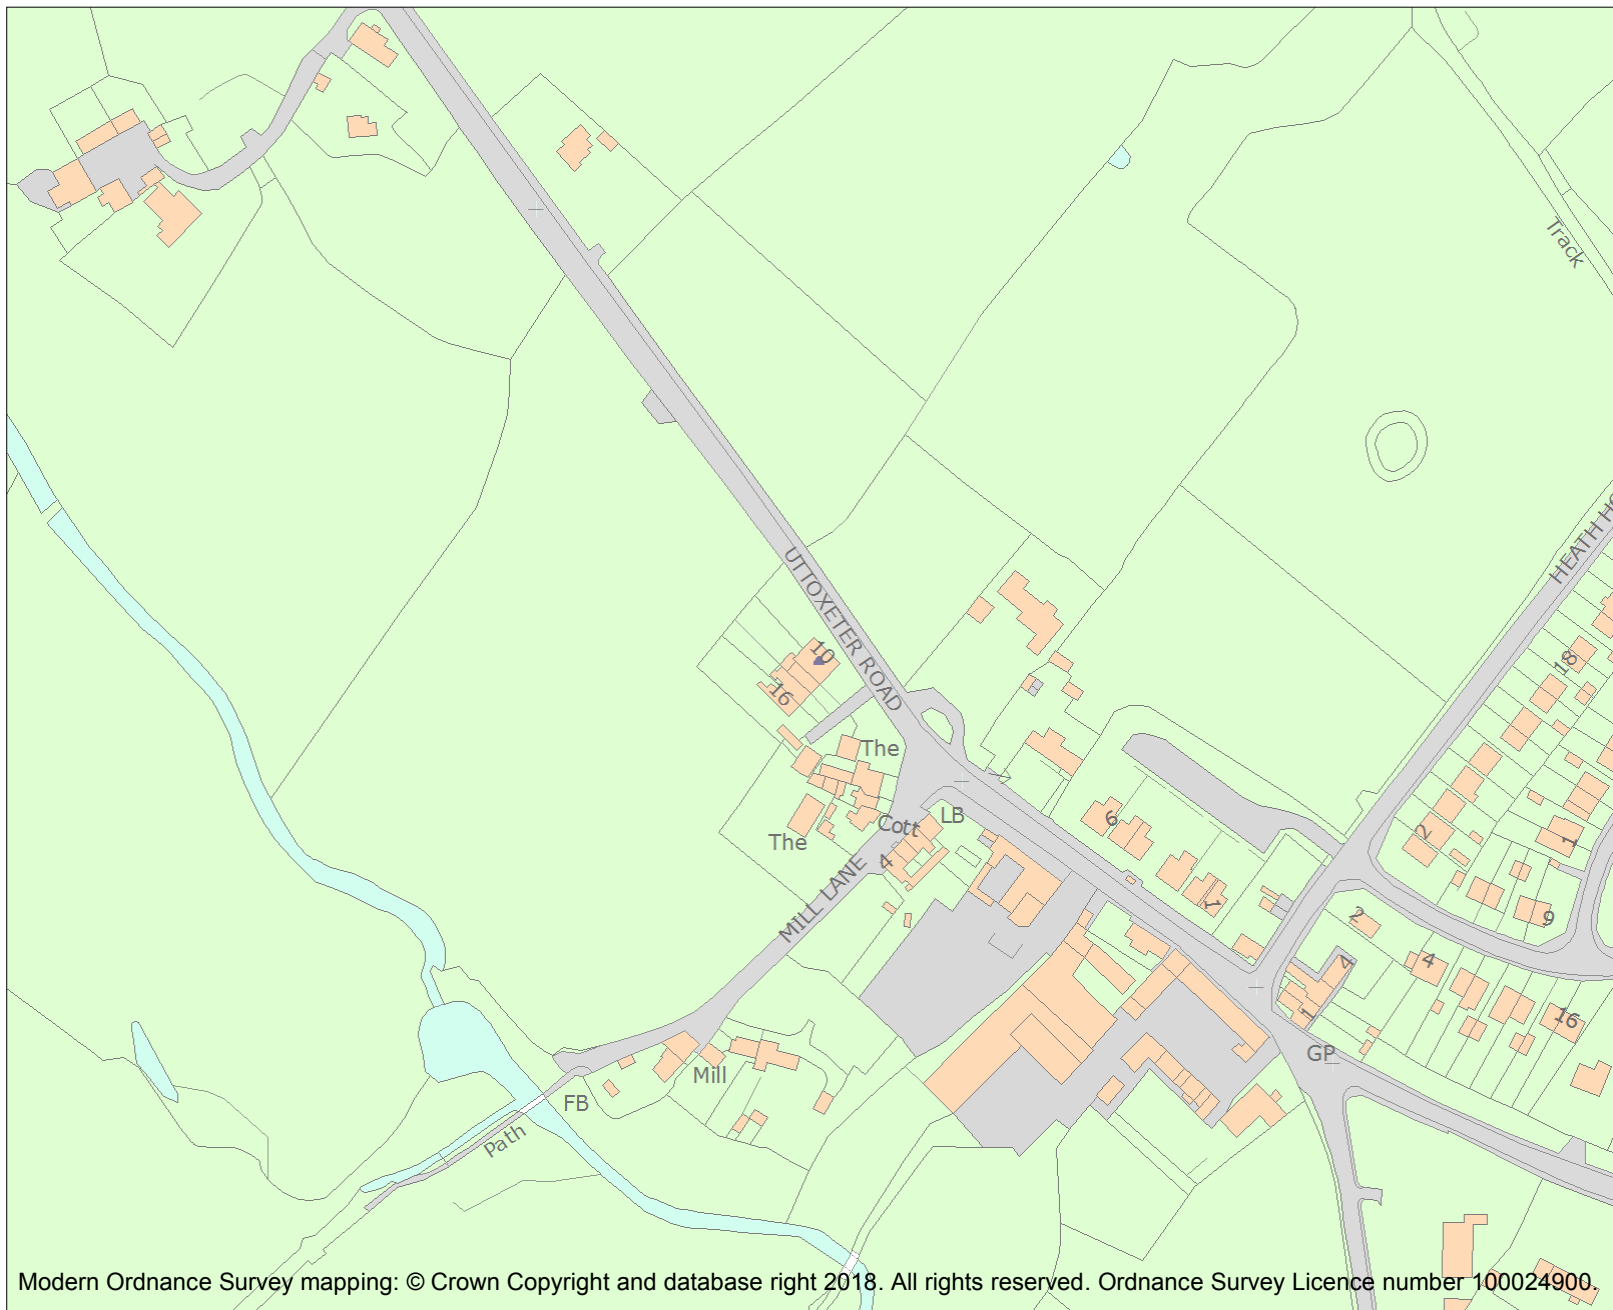 Track
HEATH HO
UTTOXETER ROAD
10
16
18
The
The
Cott
LB
4
6
1
2
1
9
MILL LANE
2
4
4
1
16
GP
Mill
FB
Path
Modern Ordnance Survey mapping: © Crown Copyright and database right 2018. All rights reserved. Ordnance Survey Licence number 100024900.